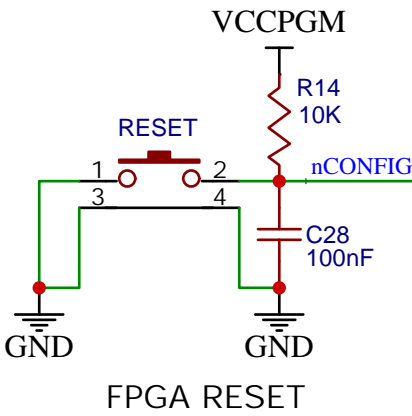 VCCPGM
R14
10K
RESET
nCONFIG
1 2
3 4
C28
100nF
GND GND
FPGA RESET